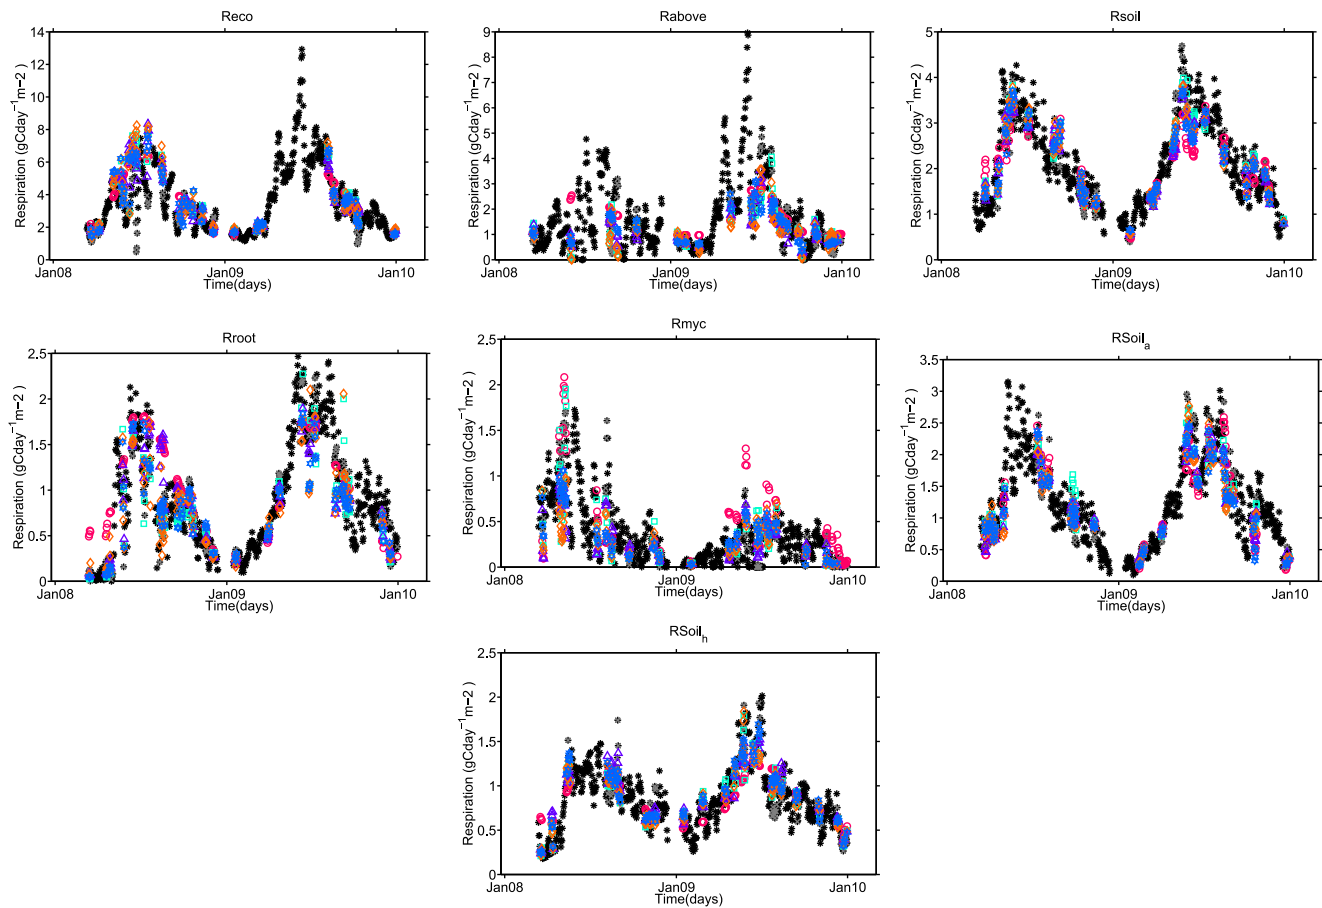 Reco
Respiration (gCday⁻¹m-2 )
14
12
10
8
6
4
2
0
Jan08
Jan09
Jan10
Time(days)
Rabove
Respiration (gCday⁻¹m-2 )
9
8
7
6
5
4
3
2
1
0
Jan08
Jan09
Jan10
Time(days)
Rsoil
Respiration (gCday⁻¹m-2 )
5
4
3
2
1
0
Jan08
Jan09
Jan10
Time(days)
Rroot
Respiration (gCday⁻¹m-2 )
2.5
2
1.5
1
0.5
0
Jan08
Jan09
Jan10
Time(days)
Rmyc
Respiration (gCday⁻¹m-2 )
2.5
2
1.5
1
0.5
0
Jan08
Jan09
Jan10
Time(days)
RSoilₐ
Respiration (gCday⁻¹m-2 )
3.5
3
2.5
2
1.5
1
0.5
0
Jan08
Jan09
Jan10
Time(days)
RSoilₕ
Respiration (gCday⁻¹m-2 )
2.5
2
1.5
1
0.5
0
Jan08
Jan09
Jan10
Time(days)